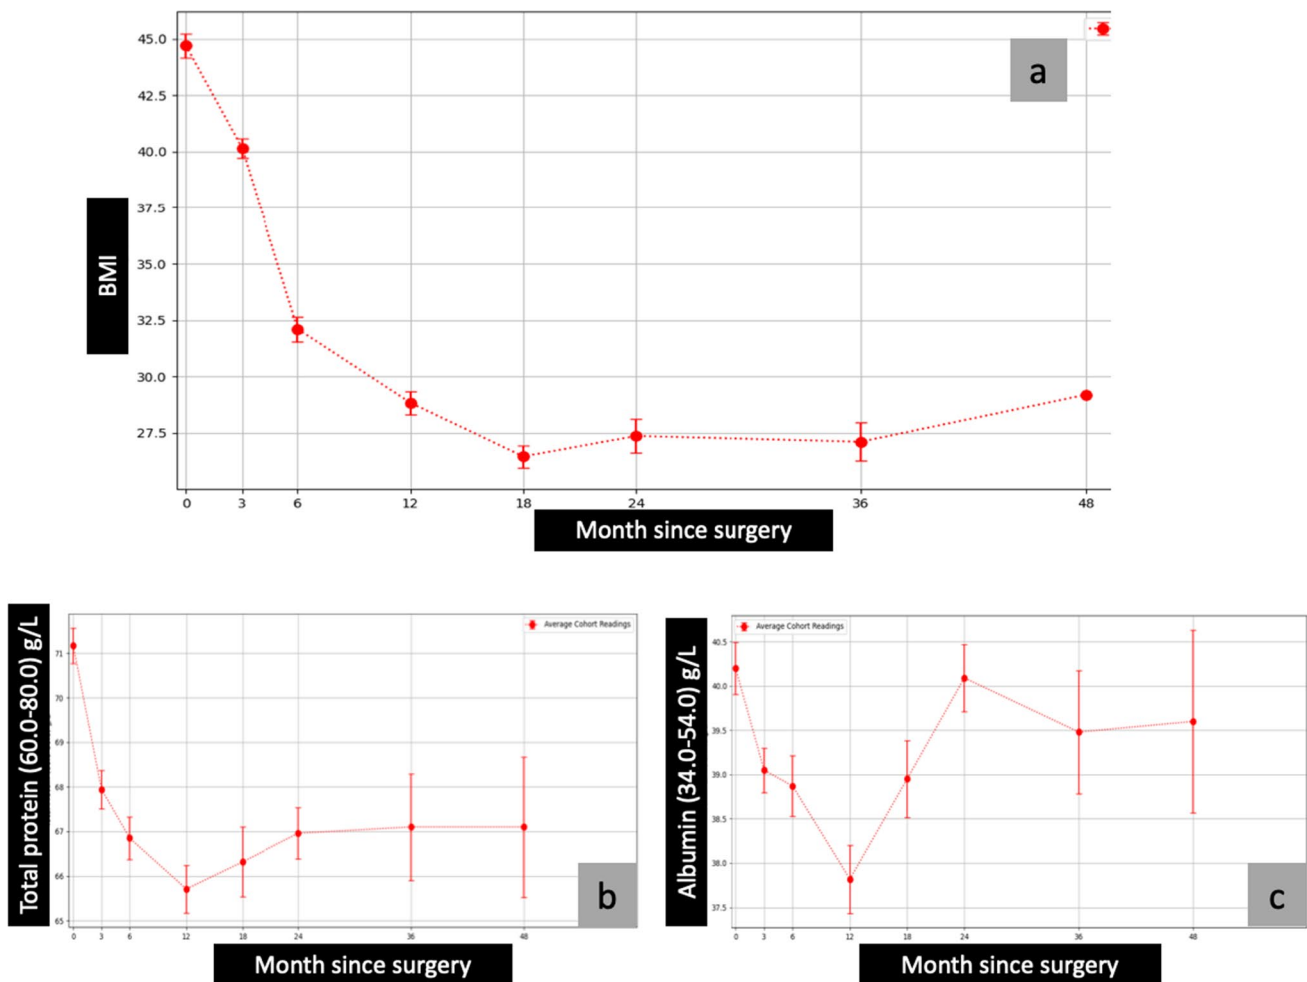 45.0
42.5
40.0
37.5
35.0
32.5
30.0
27.5
BMI
a
0 3 6 12 18 24 36 48
Month since surgery
Total protein (60.0-80.0) g/L
71
70
69
68
67
66
65
Average Cohort Readings
b
0 3 6 12 18 24 36 48
Month since surgery
Albumin (34.0-54.0) g/L
40.5
40.0
39.5
39.0
38.5
38.0
37.5
Average Cohort Readings
c
0 3 6 12 18 24 36 48
Month since surgery